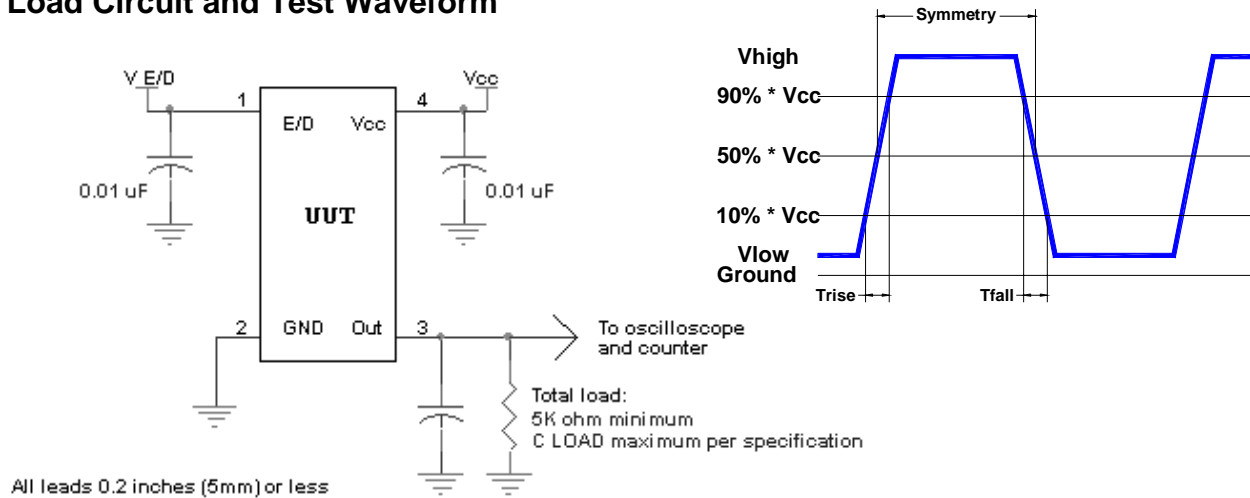 Load Circuit and Test Waveform
V E/D
Vcc
1
4
E/D
Vcc
0.01 uF
0.01 uF
UUT
2
GND
Out
3
To oscilloscope
and counter
Total load:
5K ohm minimum
C LOAD maximum per specification
All leads 0.2 inches (5mm) or less
Symmetry
Vhigh
90% * Vcc
50% * Vcc
10% * Vcc
Vlow
Ground
Trise
Tfall